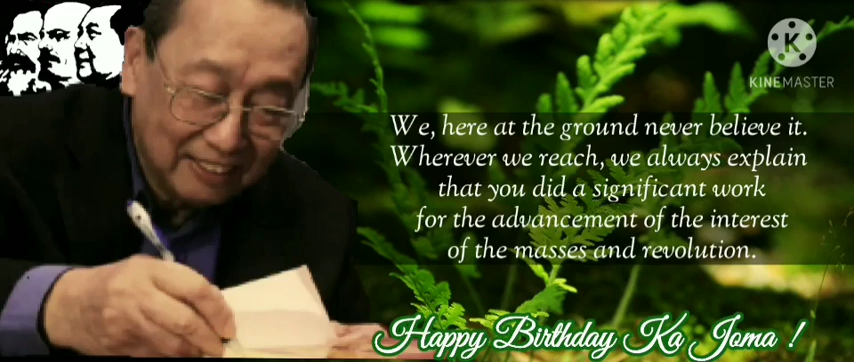 K
KINEMASTER
We, here at the ground never believe it.
Wherever we reach, we always explain
that you did a significant work
for the advancement of the interest
of the masses and revolution.
Happy Birthday Ka Joma !